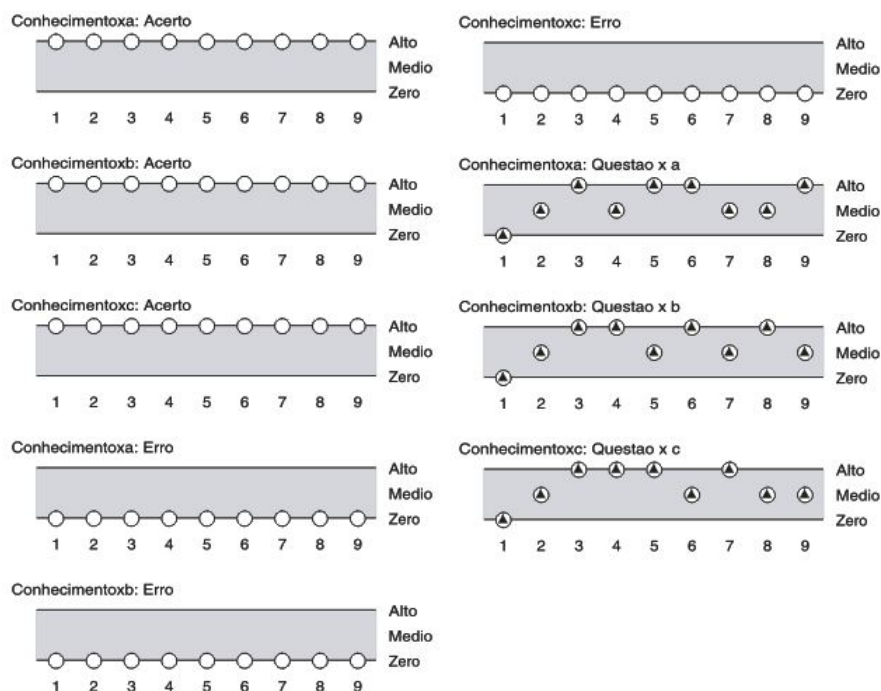 Conhecimentoxa: Acerto
Alto
Medio
Zero
1 2 3 4 5 6 7 8 9
Conhecimentoxb: Acerto
Alto
Medio
Zero
1 2 3 4 5 6 7 8 9
Conhecimentoxc: Acerto
Alto
Medio
Zero
1 2 3 4 5 6 7 8 9
Conhecimentoxa: Erro
Alto
Medio
Zero
1 2 3 4 5 6 7 8 9
Conhecimentoxb: Erro
Alto
Medio
Zero
1 2 3 4 5 6 7 8 9
Conhecimentoxc: Erro
Alto
Medio
Zero
1 2 3 4 5 6 7 8 9
Conhecimentoxa: Questao x a
Alto
Medio
Zero
1 2 3 4 5 6 7 8 9
Conhecimentoxb: Questao x b
Alto
Medio
Zero
1 2 3 4 5 6 7 8 9
Conhecimentoxc: Questao x c
Alto
Medio
Zero
1 2 3 4 5 6 7 8 9